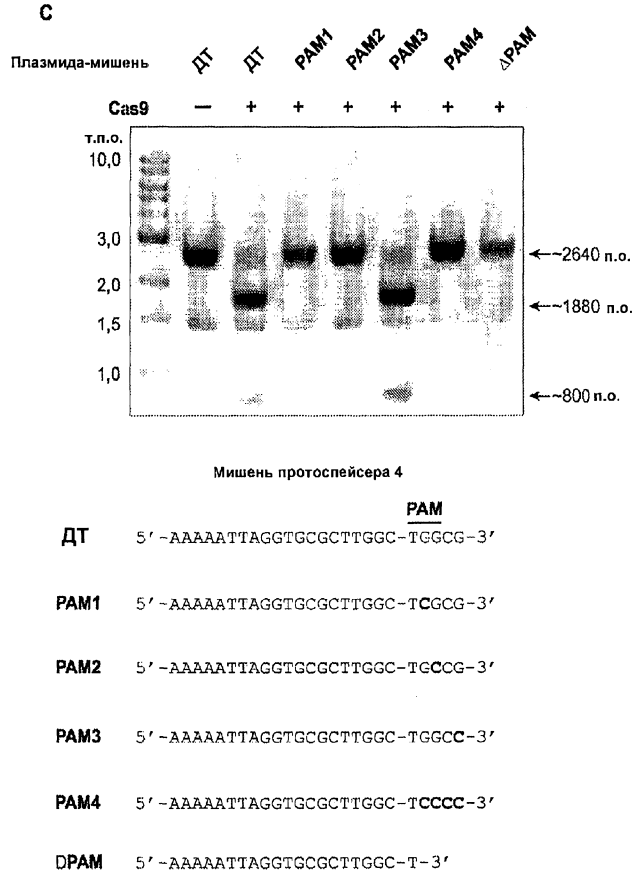 C
Плазмида-мишень ДТ ДТ PAM1 PAM2 PAM3 PAM4 ΔPAM
Cas9 – + + + + + +
т.п.о.
10,0
3,0
←~2640 п.о.
2,0
←~1880 п.о.
1,5
1,0
←~800 п.о.
Мишень протоспейсера 4
PAM
ДТ 5'-AAAAATTAGGTGCGCTTGGC-TGGCG-3'
PAM1 5'-AAAAATTAGGTGCGCTTGGC-TCGCG-3'
PAM2 5'-AAAAATTAGGTGCGCTTGGC-TGCCG-3'
PAM3 5'-AAAAATTAGGTGCGCTTGGC-TGGCC-3'
PAM4 5'-AAAAATTAGGTGCGCTTGGC-TCCCC-3'
DPAM 5'-AAAAATTAGGTGCGCTTGGC-T-3'